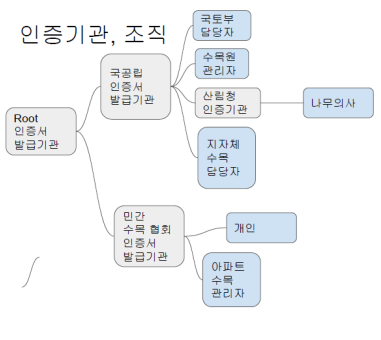 인증기관, 조직
Root
인증서
발급기관
국공립
인증서
발급기관
국토부
담당자
수목원
관리자
산림청
인증기관
나무의사
지자체
수목
담당자
민간
수목 협회
인증서
발급기관
개인
아파트
수목
관리자